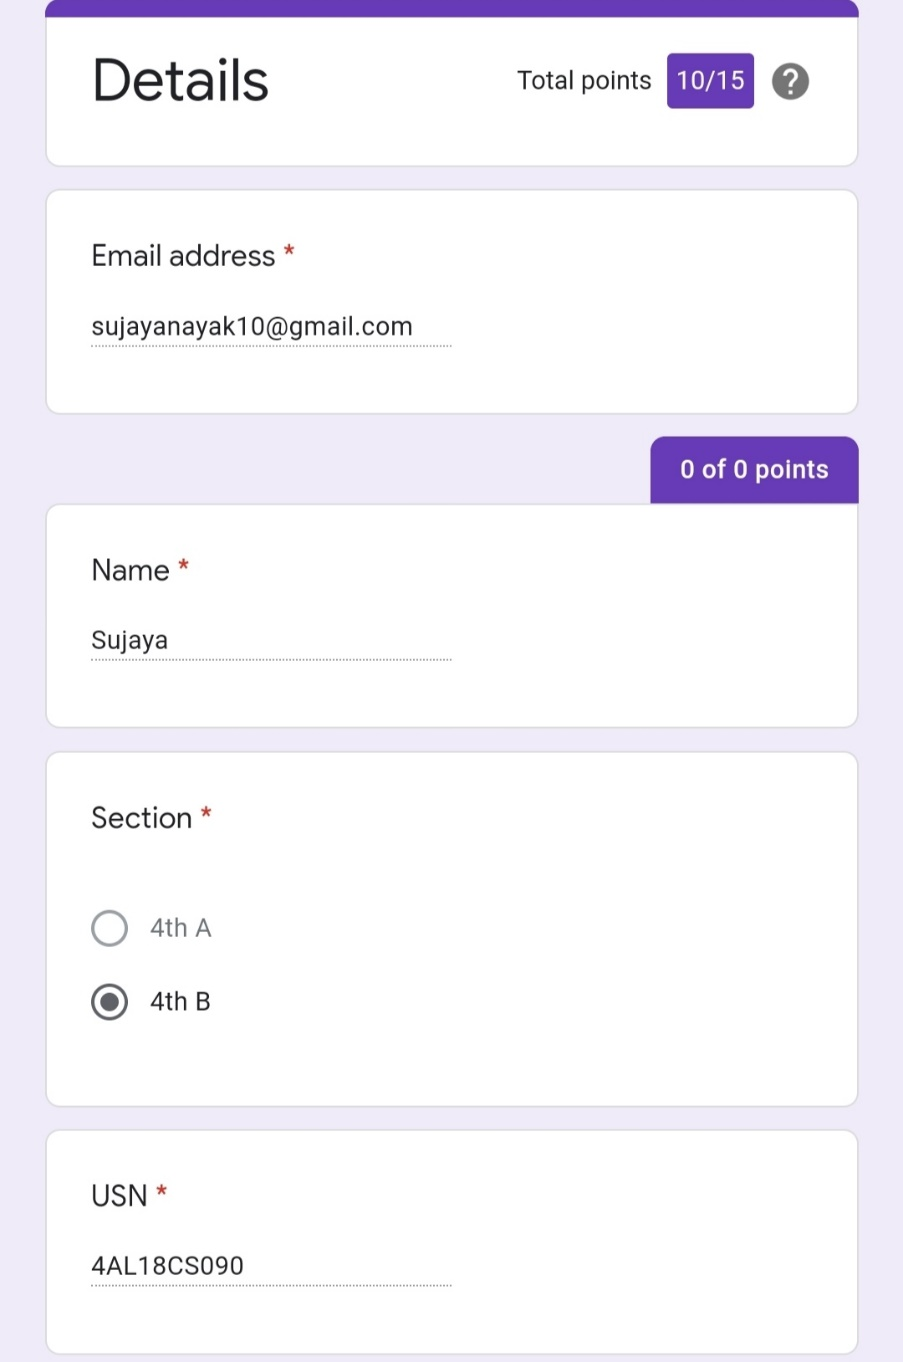 Details
Total points 10/15 ?
Email address *
sujayanayak10@gmail.com
0 of 0 points
Name *
Sujaya
Section *
4th A
4th B
USN *
4AL18CS090